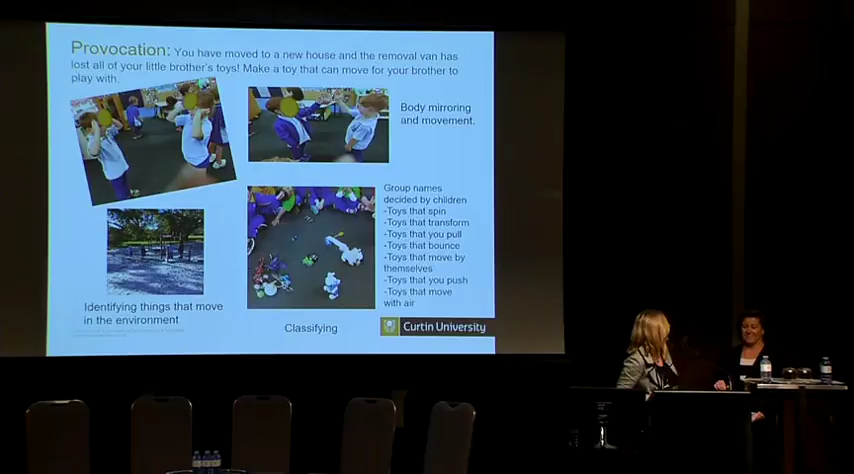 Provocation: You have moved to a new house and the removal van has
lost all of your little brother's toys! Make a toy that can move for your brother to
play with.
Body mirroring
and movement.
Group names
decided by children
-Toys that spin
-Toys that transform
-Toys that you pull
-Toys that bounce
-Toys that move by
themselves
-Toys that you push
-Toys that move
with air
Identifying things that move
in the environment
Classifying
Curtin University